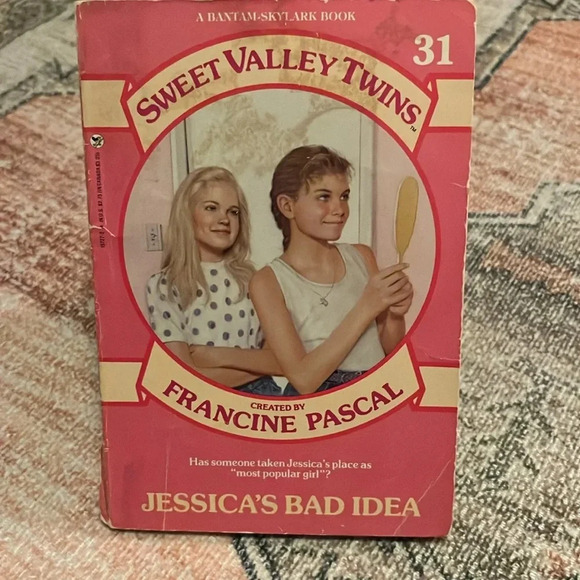 A BANTAM-SKYLARK BOOK
31
SWEET VALLEY TWINS
TM
CREATED BY
FRANCINE PASCAL
Has someone taken Jessica's place as
"most popular girl"?
JESSICA'S BAD IDEA